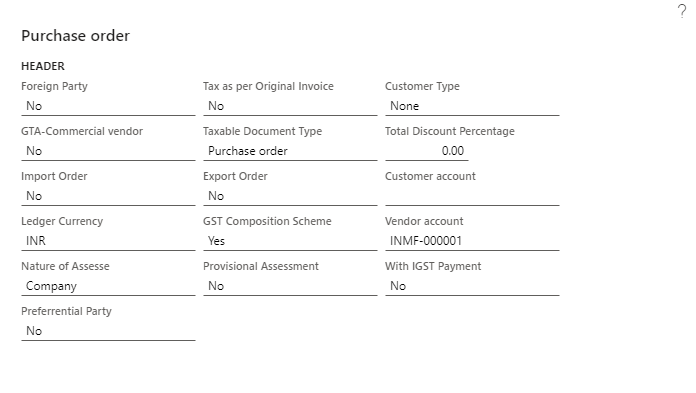 ?
Purchase order
HEADER
Foreign Party
No
Tax as per Original Invoice
No
Customer Type
None
GTA-Commercial vendor
No
Taxable Document Type
Purchase order
Total Discount Percentage
0.00
Import Order
No
Export Order
No
Customer account
Ledger Currency
INR
GST Composition Scheme
Yes
Vendor account
INMF-000001
Nature of Assesse
Company
Provisional Assessment
No
With IGST Payment
No
Preferrential Party
No